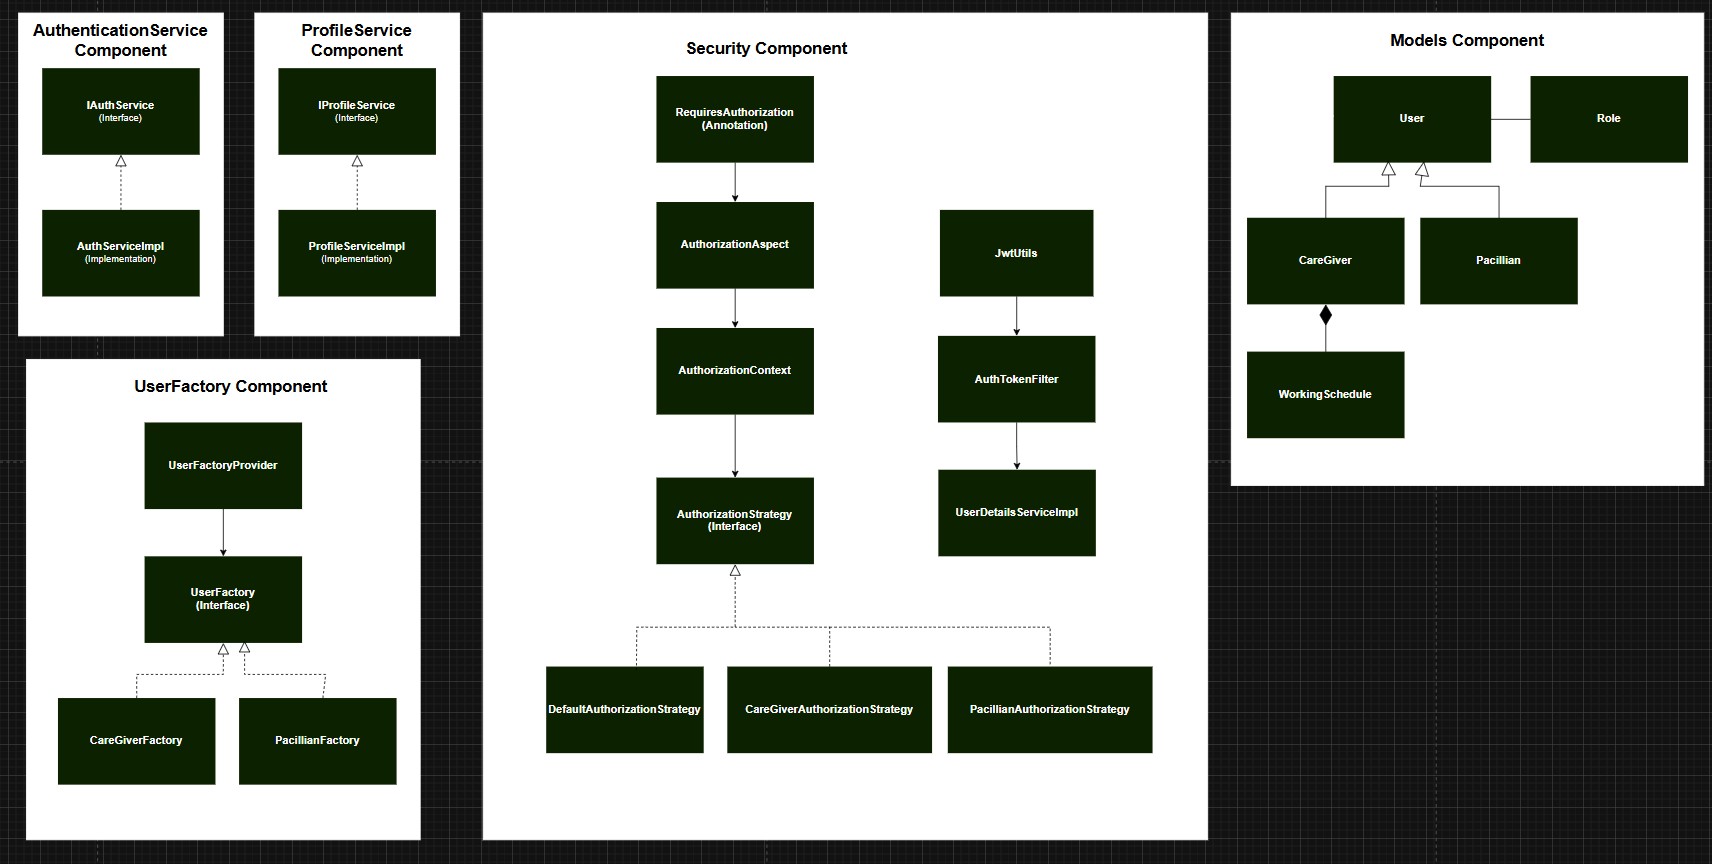 AuthenticationService
Component
IAuthService
(Interface)
AuthServiceImpl
(Implementation)
ProfileService
Component
IProfileService
(Interface)
ProfileServiceImpl
(Implementation)
UserFactory Component
UserFactoryProvider
UserFactory
(Interface)
CareGiverFactory
PacillianFactory
Security Component
RequiresAuthorization
(Annotation)
AuthorizationAspect
AuthorizationContext
AuthorizationStrategy
(Interface)
DefaultAuthorizationStrategy
CareGiverAuthorizationStrategy
PacillianAuthorizationStrategy
JwtUtils
AuthTokenFilter
UserDetailsServiceImpl
Models Component
User
Role
CareGiver
Pacillian
WorkingSchedule